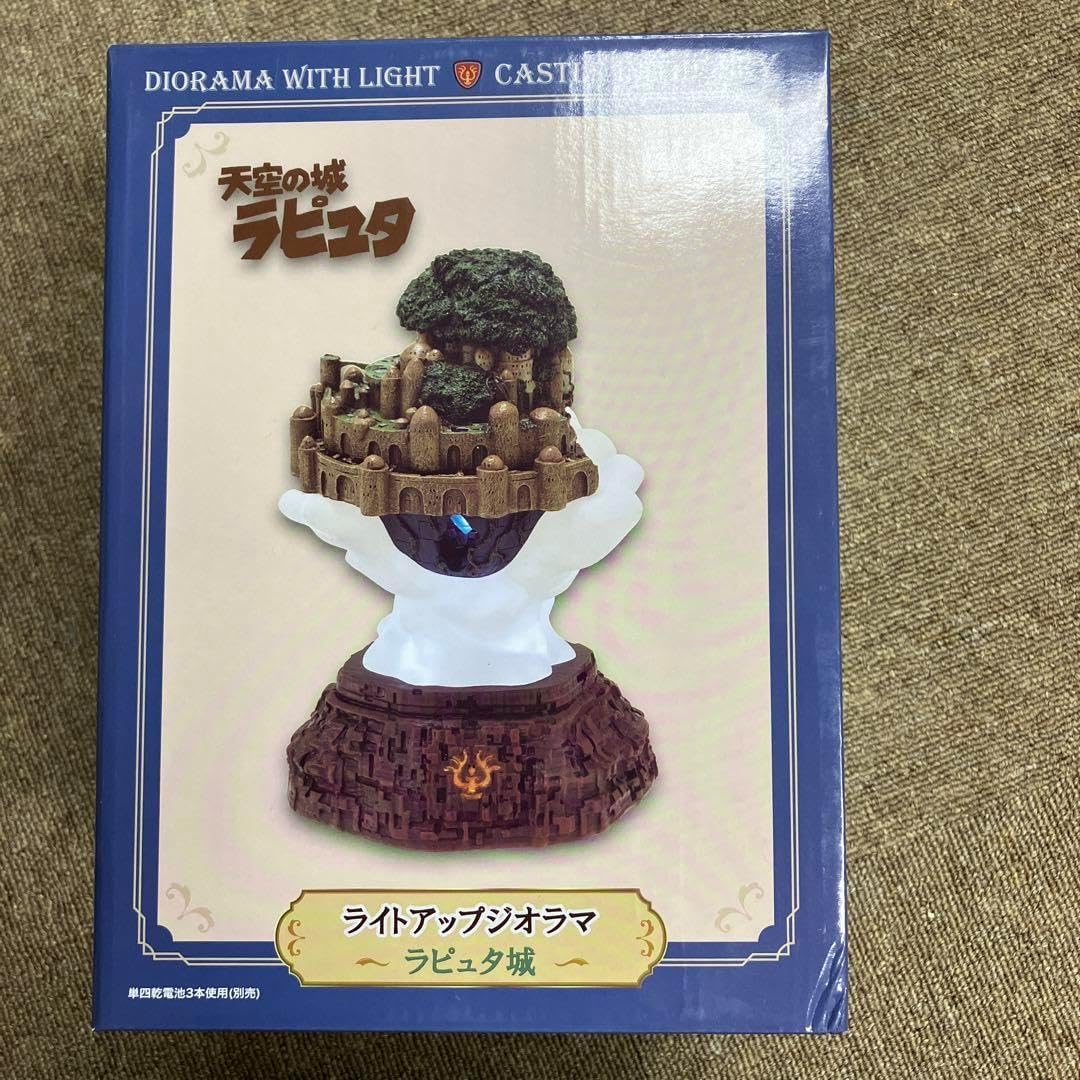 DIORAMA WITH LIGHT
天空の城
ラピュタ
ライトアップジオラマ
～ ラピュタ城 ～
単四乾電池3本使用(別売)